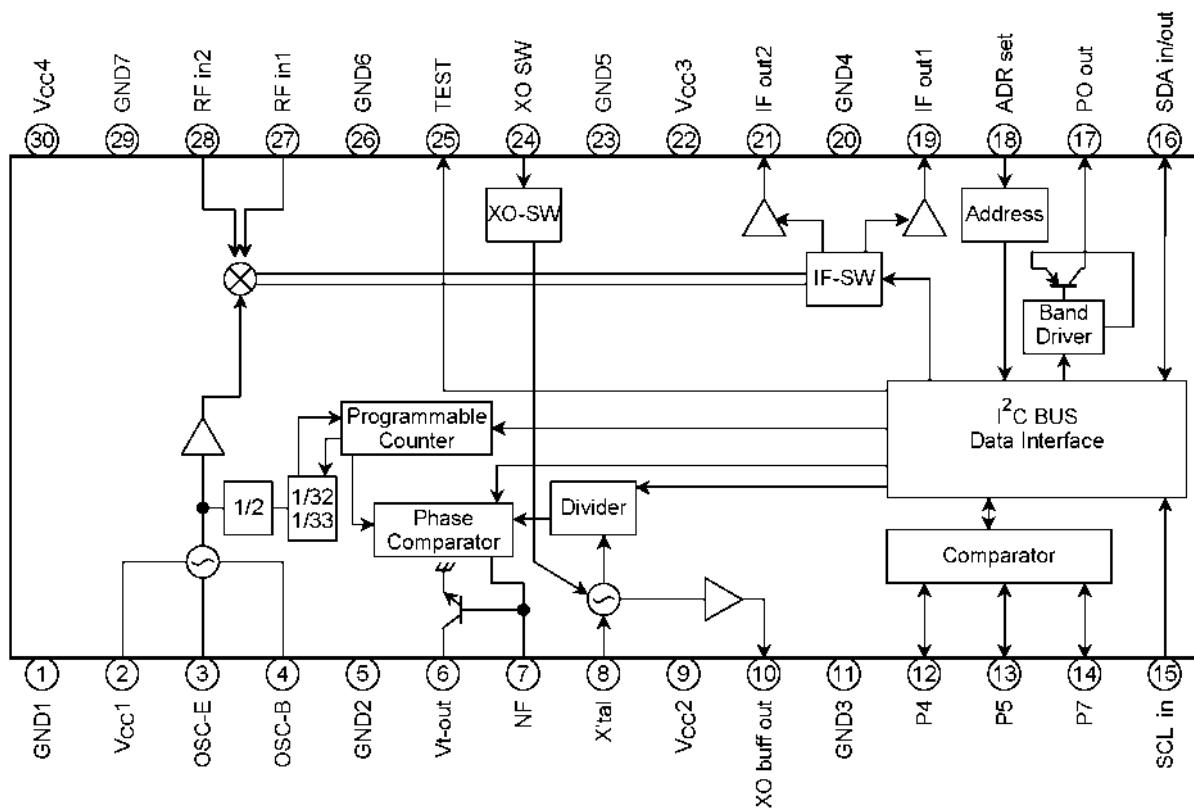 Vcc4
GND7
RF in2
RF in1
GND6
TEST
XO SW
GND5
Vcc3
IF out2
GND4
IF out1
ADR set
PO out
SDA in/out
30
29
28
27
26
25
24
23
22
21
20
19
18
17
16
XO-SW
Address
IF-SW
Band
Driver
I²C BUS
Data Interface
Programmable
Counter
1/2
1/32
1/33
Phase
Comparator
Divider
Comparator
1
2
3
4
5
6
7
8
9
10
11
12
13
14
15
GND1
Vcc1
OSC-E
OSC-B
GND2
Vt-out
NF
X'tal
Vcc2
XO buff out
GND3
P4
P5
P7
SCL in